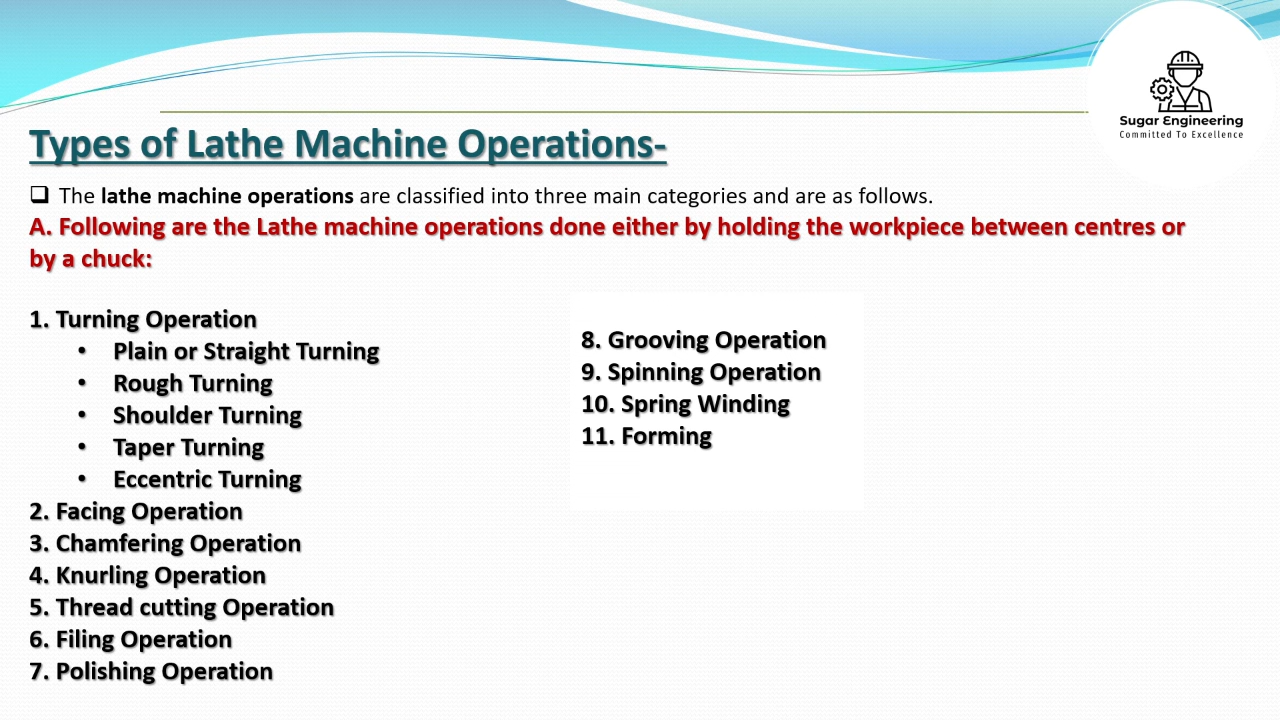 Sugar Engineering
Committed To Excellence
Types of Lathe Machine Operations-
❑ The lathe machine operations are classified into three main categories and are as follows.
A. Following are the Lathe machine operations done either by holding the workpiece between centres or
by a chuck:
1. Turning Operation
• Plain or Straight Turning
• Rough Turning
• Shoulder Turning
• Taper Turning
• Eccentric Turning
2. Facing Operation
3. Chamfering Operation
4. Knurling Operation
5. Thread cutting Operation
6. Filing Operation
7. Polishing Operation
8. Grooving Operation
9. Spinning Operation
10. Spring Winding
11. Forming